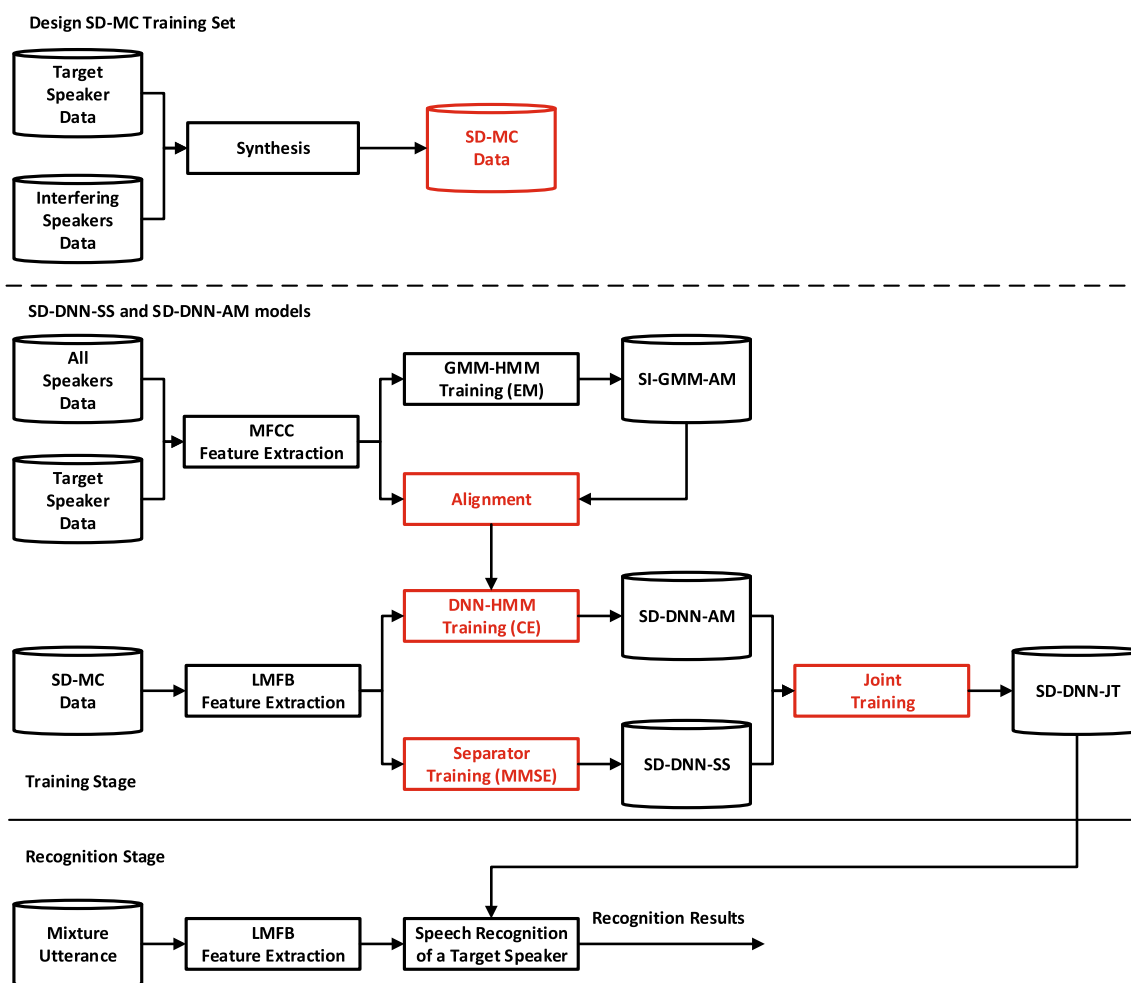 Design SD-MC Training Set
Target
Speaker
Data
Synthesis
SD-MC
Data
Interfering
Speakers
Data
SD-DNN-SS and SD-DNN-AM models
All
Speakers
Data
GMM-HMM
Training (EM)
SI-GMM-AM
MFCC
Feature Extraction
Target
Speaker
Data
Alignment
DNN-HMM
Training (CE)
SD-DNN-AM
SD-MC
Data
LMFB
Feature Extraction
Joint
Training
SD-DNN-JT
Separator
Training (MMSE)
SD-DNN-SS
Training Stage
Recognition Stage
Mixture
Utterance
LMFB
Feature Extraction
Speech Recognition
of a Target Speaker
Recognition Results